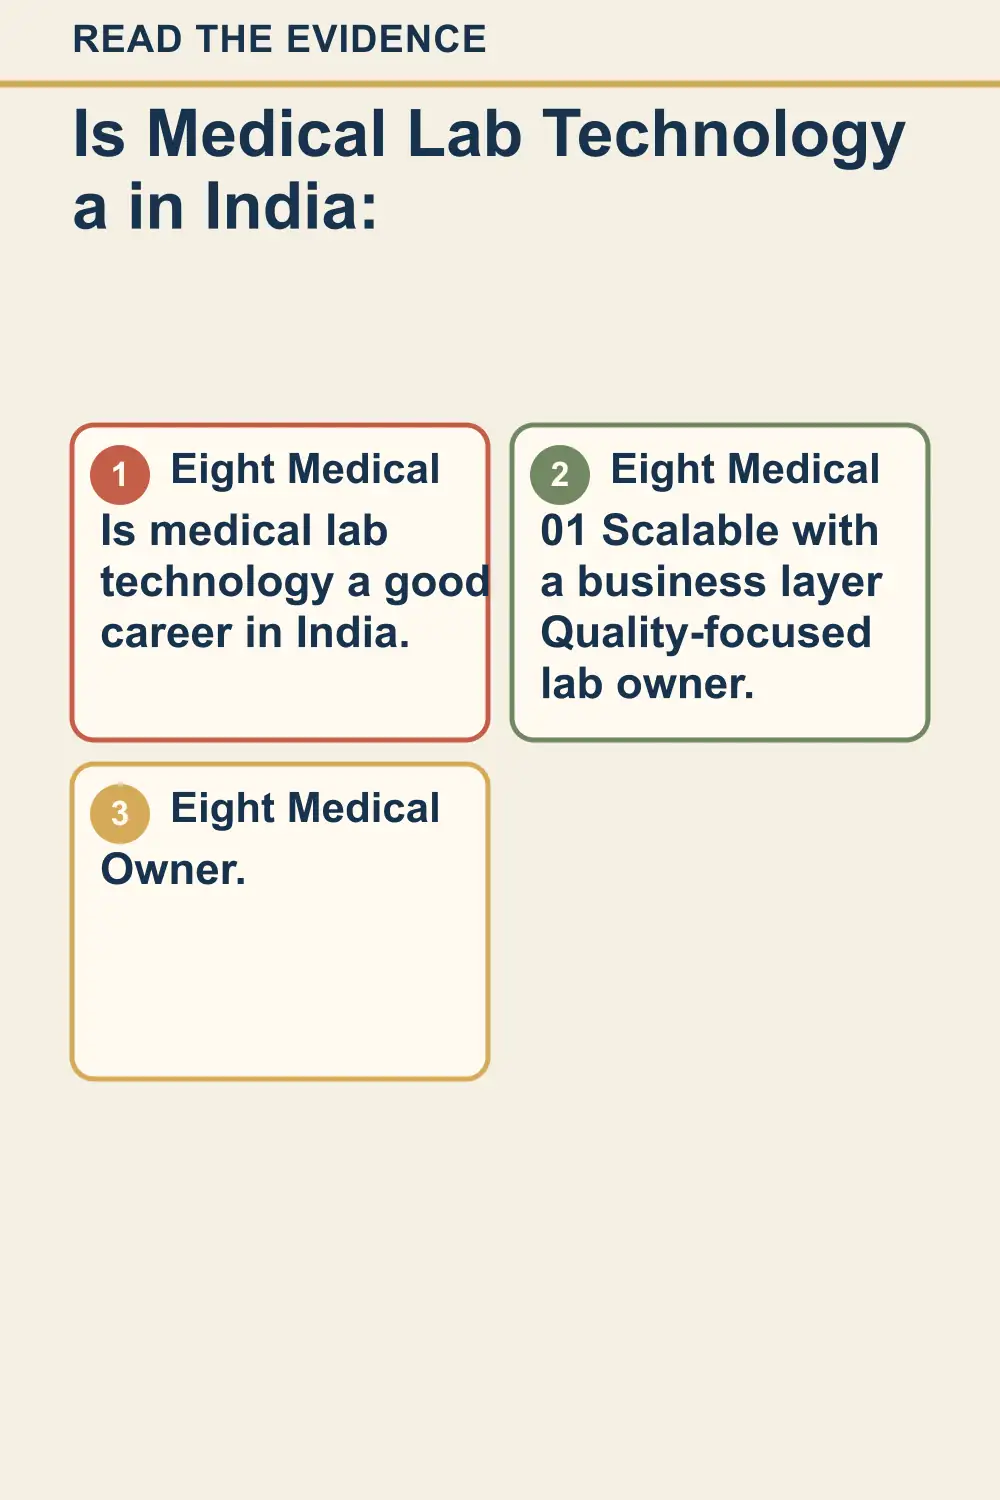 READ THE EVIDENCE
Is Medical Lab Technology
a in India:
1 Eight Medical
Is medical lab
technology a good
career in India.
2 Eight Medical
01 Scalable with
a business layer
Quality-focused
lab owner.
3 Eight Medical
Owner.